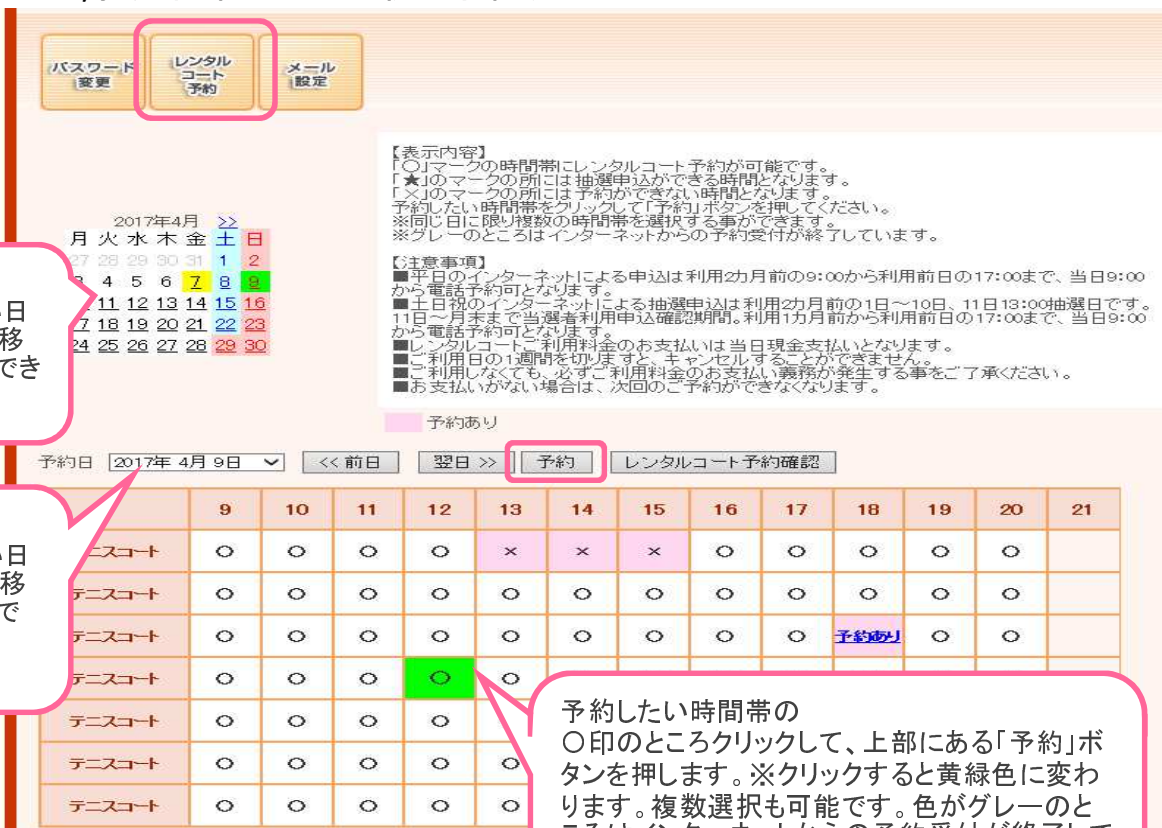 パスワード
変更
レンタル
コート
予約
メール
設定
【表示内容】
「〇」マークの時間帯にレンタルコート予約が可能です。
「★」のマークの所には抽選申込ができる時間となります。
「×」のマークの所には予約ができない時間となります。
予約したい時間帯をクリックして「予約」ボタンを押してください。
※同じ日に限り複数の時間帯を選択する事ができます。
※グレーのところはインターネットからの予約受付が終了しています。
【注意事項】
■平日のインターネットによる申込は利用2カ月前の9:00から利用前日の17:00まで、当日9:00
から電話予約可となります。
■土日祝のインターネットによる抽選申込は利用2カ月前の1日～10日、11日13:00抽選日です。
11日～月末まで当選者利用申込確認期間。利用1カ月前から利用前日の17:00まで、当日9:00
から電話予約可となります。
■レンタルコートご利用料金のお支払いは当日現金支払いとなります。
■ご利用日の1週間を切りますと、キャンセルすることができません。
■ご利用しなくても、必ずご利用料金のお支払い義務が発生する事をご了承ください。
■お支払いがない場合は、次回のご予約ができなくなります。
2017年4月 >>
月 火 水 木 金 土 日
27 28 29 30 31 1 2
4 5 6 7 8 9
11 12 13 14 15 16
18 19 20 21 22 23
24 25 26 27 28 29 30
い日
移
でき
予約あり
予約日 2017年 4月 9日 << 前日 翌日 >> 予約 レンタルコート予約確認
9 10 11 12 13 14 15 16 17 18 19 20 21
テニスコート 〇 〇 〇 〇 × × × 〇 〇 〇 〇 〇
テニスコート 〇 〇 〇 〇 〇 〇 〇 〇 〇 〇 〇 〇
テニスコート 〇 〇 〇 〇 〇 〇 〇 〇 〇 予約あり 〇 〇
テニスコート 〇 〇 〇 〇 〇
テニスコート 〇 〇 〇 〇
テニスコート 〇 〇 〇 〇 〇
テニスコート 〇 〇 〇 〇 〇
い日
移
で
予約したい時間帯の
〇印のところクリックして、上部にある「予約」ボ
タンを押します。※クリックすると黄緑色に変わ
ります。複数選択も可能です。色がグレーのと
ころはインターネットからの予約受付が終了して